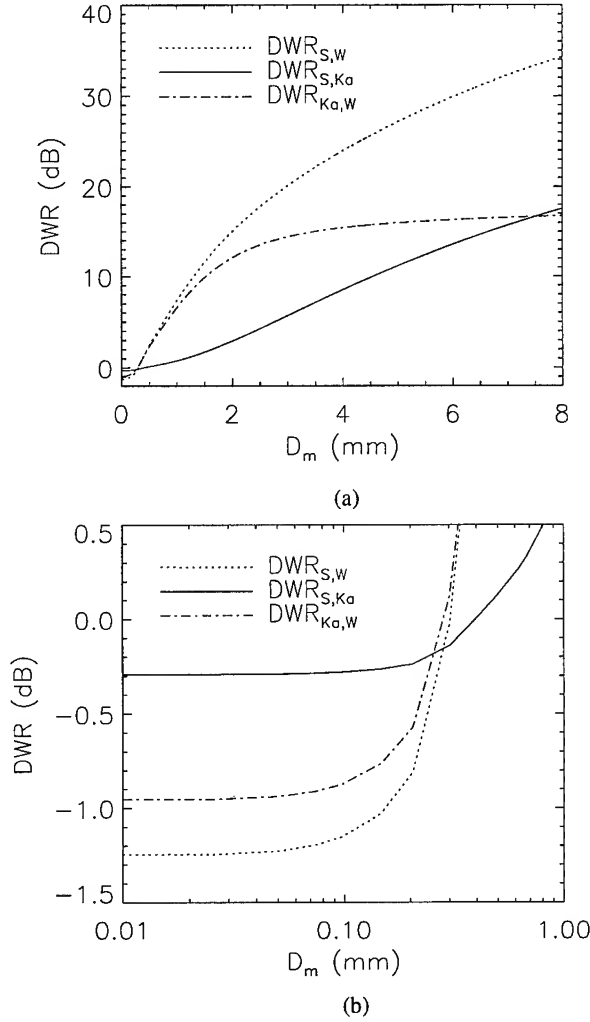 40
30
20
10
0
DWR (dB)
DWR_S,W
DWR_S,Ka
DWR_Ka,W
0 2 4 6 8
D_m (mm)
(a)
0.5
0.0
−0.5
−1.0
−1.5
DWR (dB)
DWR_S,W
DWR_S,Ka
DWR_Ka,W
0.01 0.10 1.00
D_m (mm)
(b)